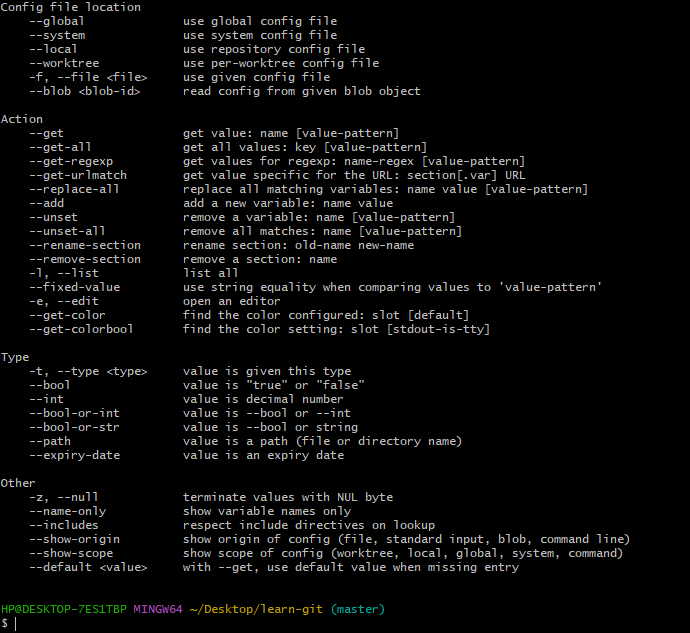 Config file location
    --global              use global config file
    --system              use system config file
    --local               use repository config file
    --worktree            use per-worktree config file
    -f, --file <file>     use given config file
    --blob <blob-id>      read config from given blob object

Action
    --get                 get value: name [value-pattern]
    --get-all             get all values: key [value-pattern]
    --get-regexp          get values for regexp: name-regex [value-pattern]
    --get-urlmatch        get value specific for the URL: section[.var] URL
    --replace-all         replace all matching variables: name value [value-pattern]
    --add                 add a new variable: name value
    --unset               remove a variable: name [value-pattern]
    --unset-all           remove all matches: name [value-pattern]
    --rename-section      rename section: old-name new-name
    --remove-section      remove a section: name
    -l, --list            list all
    --fixed-value         use string equality when comparing values to 'value-pattern'
    -e, --edit            open an editor
    --get-color           find the color configured: slot [default]
    --get-colorbool       find the color setting: slot [stdout-is-tty]

Type
    -t, --type <type>     value is given this type
    --bool                value is "true" or "false"
    --int                 value is decimal number
    --bool-or-int         value is --bool or --int
    --bool-or-str         value is --bool or string
    --path                value is a path (file or directory name)
    --expiry-date         value is an expiry date

Other
    -z, --null            terminate values with NUL byte
    --name-only           show variable names only
    --includes            respect include directives on lookup
    --show-origin         show origin of config (file, standard input, blob, command line)
    --show-scope          show scope of config (worktree, local, global, system, command)
    --default <value>     with --get, use default value when missing entry

HP@DESKTOP-7ES1TBP MINGW64 ~/Desktop/learn-git (master)
$